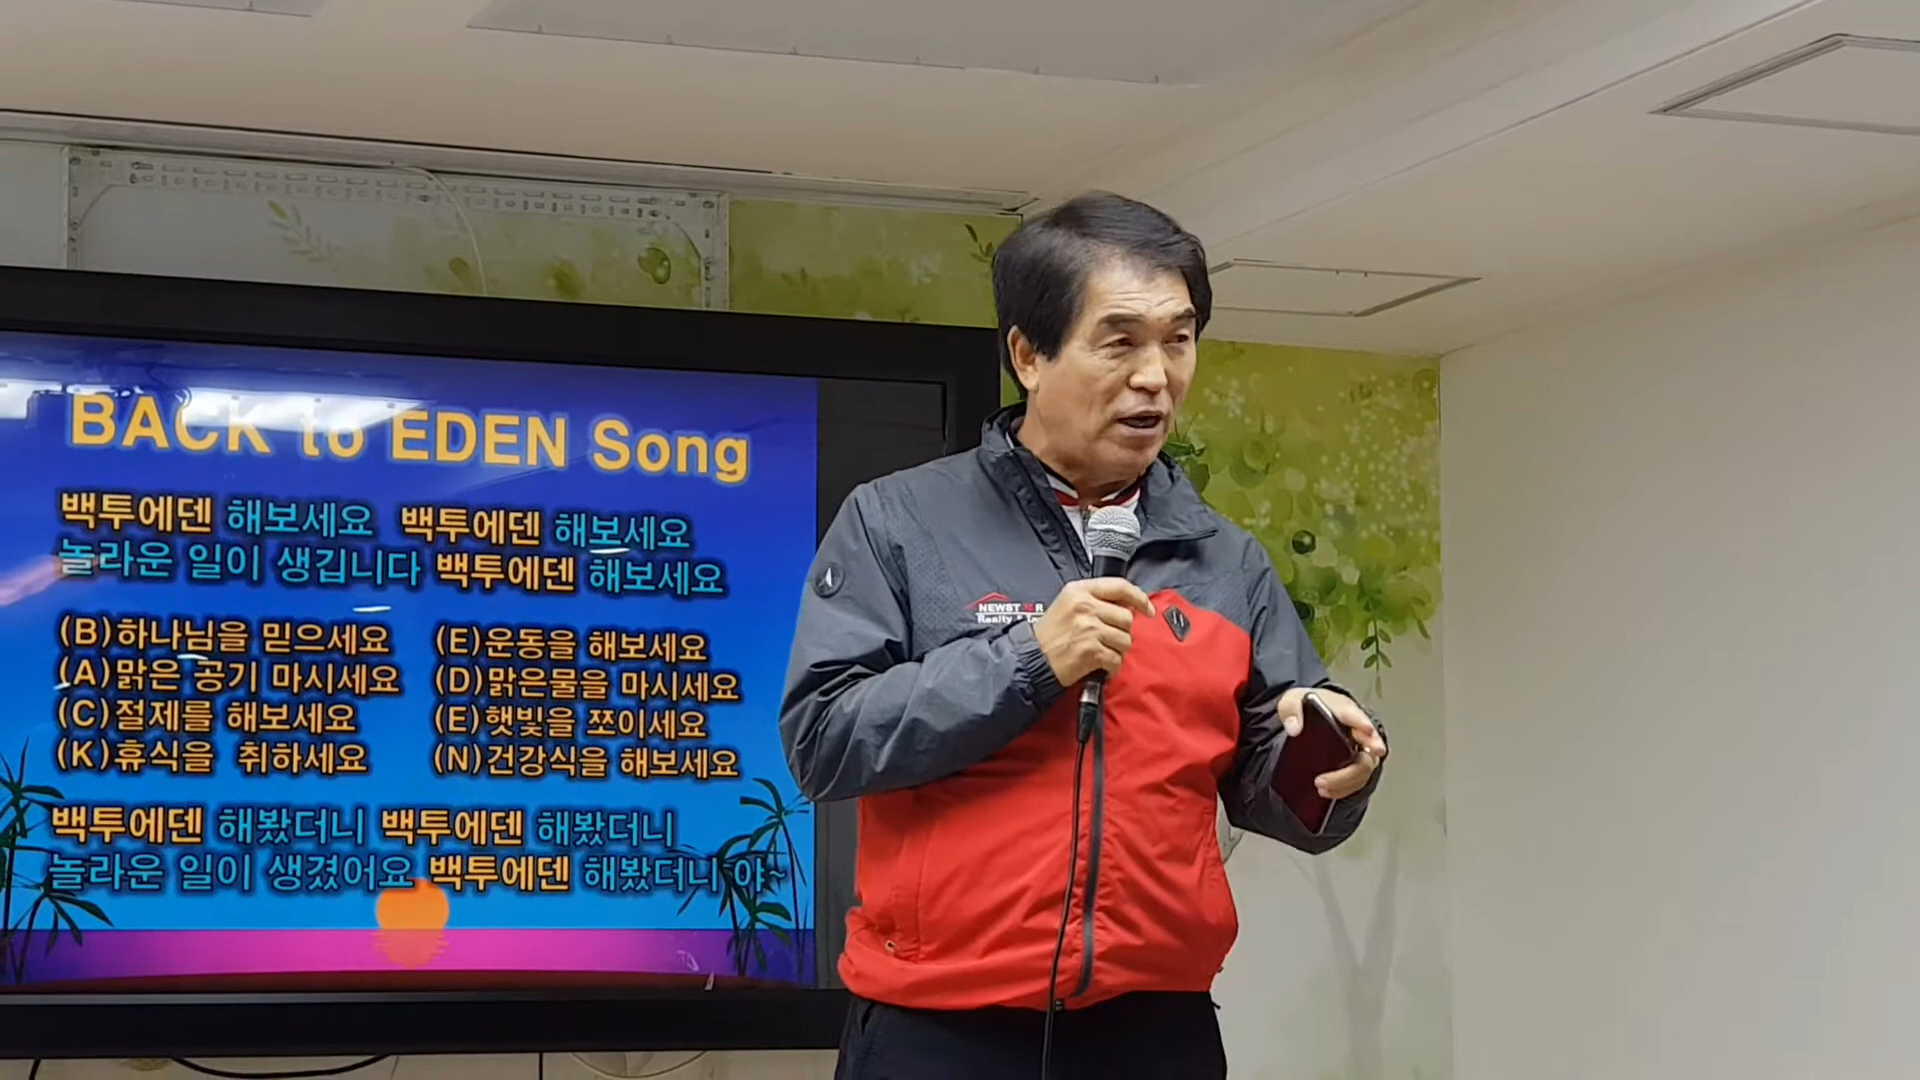 BACK to EDEN Song
백투에덴 해보세요 백투에덴 해보세요
놀라운 일이 생깁니다 백투에덴 해보세요
(B)하나님을 믿으세요 (E)운동을 해보세요
(A)맑은 공기 마시세요 (D)맑은물을 마시세요
(C)절제를 해보세요 (E)햇빛을 쪼이세요
(K)휴식을 취하세요 (N)건강식을 해보세요
백투에덴 해봤더니 백투에덴 해봤더니
놀라운 일이 생겼어요 백투에덴 해봤더니 야~
NEWSTAR
Realty &